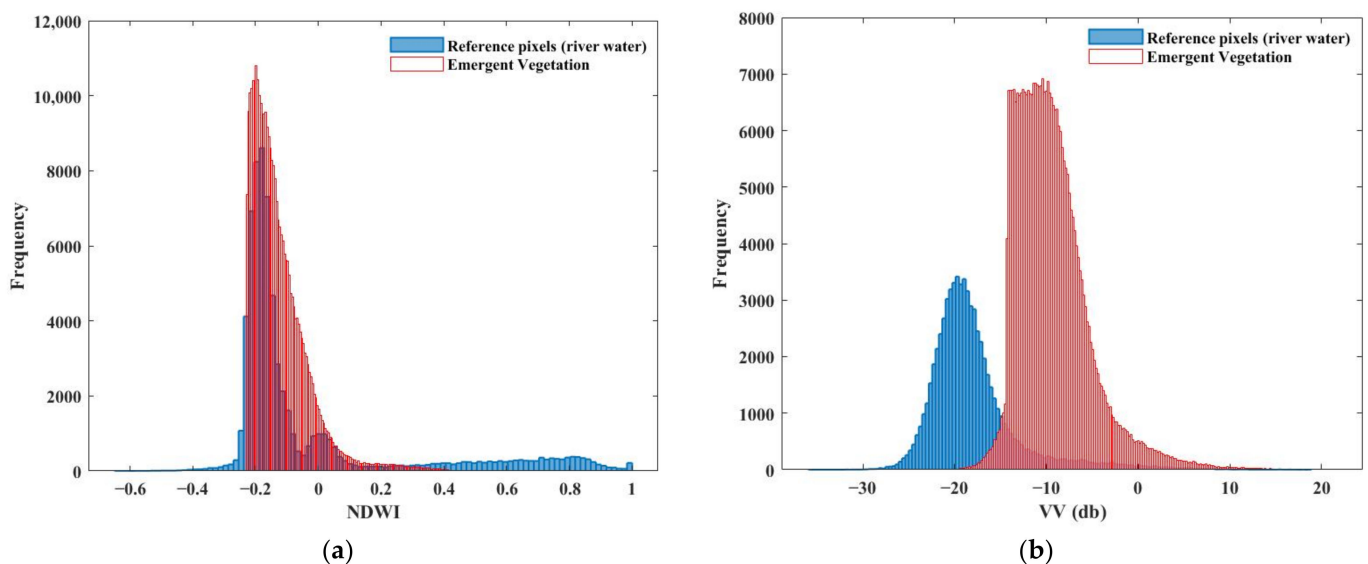 12,000
10,000
8000
6000
4000
2000
0
Frequency
Reference pixels (river water)
Emergent Vegetation
−0.6 −0.4 −0.2 0 0.2 0.4 0.6 0.8 1
NDWI
(a)
8000
7000
6000
5000
4000
3000
2000
1000
0
Frequency
Reference pixels (river water)
Emergent Vegetation
−30 −20 −10 0 10 20
VV (db)
(b)